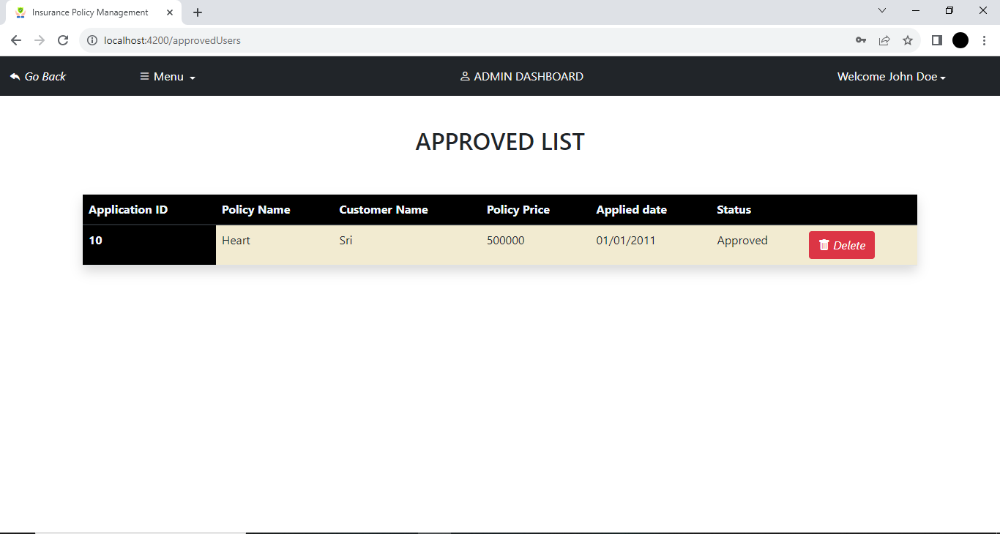 Insurance Policy Management
localhost:4200/approvedUsers
Go Back Menu ADMIN DASHBOARD Welcome John Doe
APPROVED LIST
Application ID Policy Name Customer Name Policy Price Applied date Status
10 Heart Sri 500000 01/01/2011 Approved Delete